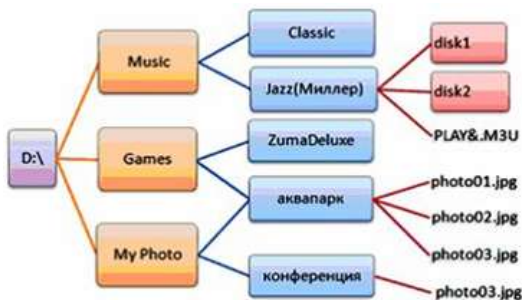 Classic
disk1
Music
Jazz(Миллер)
disk2
ZumaDeluxe
PLAY&.M3U
D:\
Games
аквапарк
photo01.jpg
photo02.jpg
My Photo
photo03.jpg
конференция
photo03.jpg